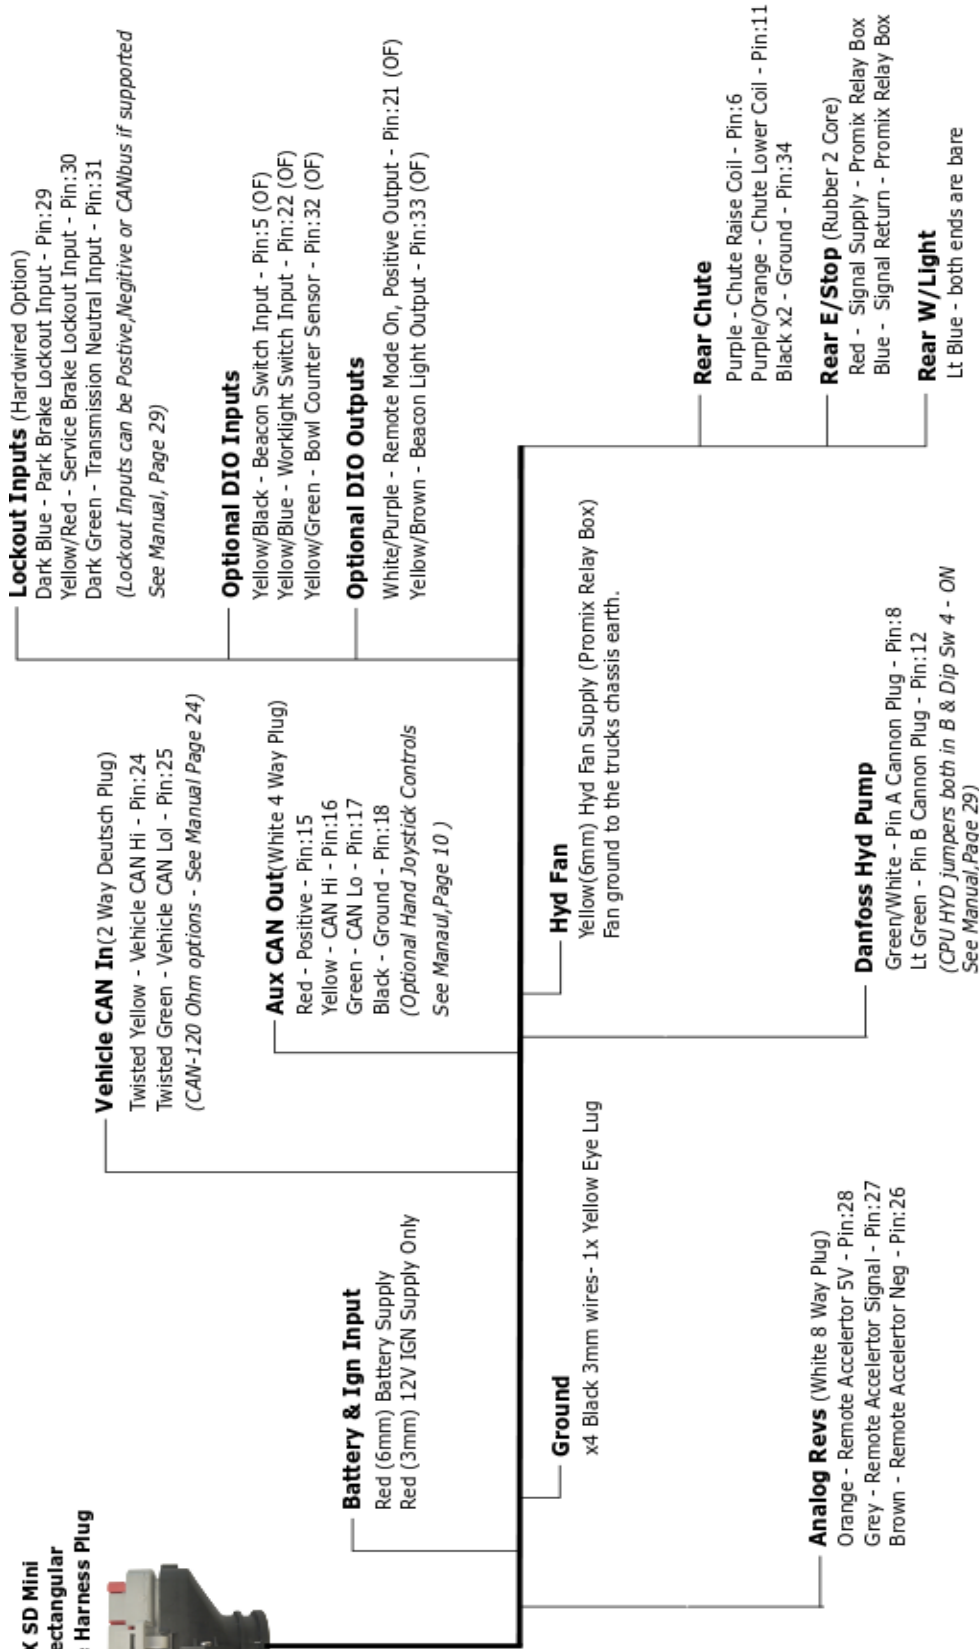 X SD Mini
ectangular
Harness Plug
Battery & Ign Input
Red (6mm) Battery Supply
Red (3mm) 12V IGN Supply Only
Vehicle CAN In(2 Way Deutsch Plug)
Twisted Yellow - Vehicle CAN Hi - Pin:24
Twisted Green - Vehicle CAN Lol - Pin:25
(CAN-120 Ohm options - See Manual Page 24)
Aux CAN Out(White 4 Way Plug)
Red - Positive - Pin:15
Yellow - CAN Hi - Pin:16
Green - CAN Lo - Pin:17
Black - Ground - Pin:18
(Optional Hand Joystick Controls
See Manaul,Page 10 )
Lockout Inputs (Hardwired Option)
Dark Blue - Park Brake Lockout Input - Pin:29
Yellow/Red - Service Brake Lockout Input - Pin:30
Dark Green - Transmission Neutral Input - Pin:31
(Lockout Inputs can be Postive,Negitive or CANbus if supported
See Manual, Page 29)
Optional DIO Inputs
Yellow/Black - Beacon Switch Input - Pin:5 (OF)
Yellow/Blue - Worklight Switch Input - Pin:22 (OF)
Yellow/Green - Bowl Counter Sensor - Pin:32 (OF)
Optional DIO Outputs
White/Purple - Remote Mode On, Positive Output - Pin:21 (OF)
Yellow/Brown - Beacon Light Output - Pin:33 (OF)
Ground
x4 Black 3mm wires- 1x Yellow Eye Lug
Analog Revs (White 8 Way Plug)
Orange - Remote Accelertor 5V - Pin:28
Grey - Remote Accelertor Signal - Pin:27
Brown - Remote Accelertor Neg - Pin:26
Hyd Fan
Yellow(6mm) Hyd Fan Supply (Promix Relay Box)
Fan ground to the trucks chassis earth.
Danfoss Hyd Pump
Green/White - Pin A Cannon Plug - Pin:8
Lt Green - Pin B Cannon Plug - Pin:12
(CPU HYD jumpers both in B & Dip Sw 4 - ON
See Manual,Page 29)
Rear Chute
Purple - Chute Raise Coil - Pin:6
Purple/Orange - Chute Lower Coil - Pin:11
Black x2 - Ground - Pin:34
Rear E/Stop (Rubber 2 Core)
Red - Signal Supply - Promix Relay Box
Blue - Signal Return - Promix Relay Box
Rear W/Light
Lt Blue - both ends are bare